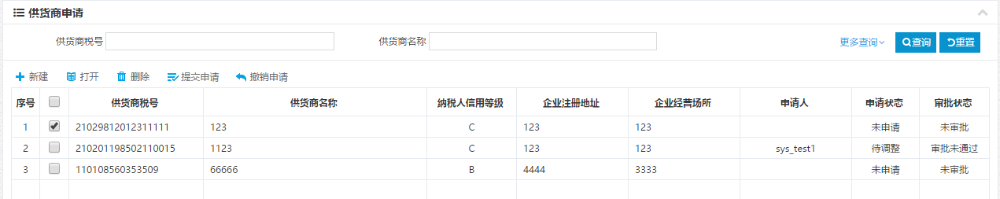 供货商申请
供货商税号 供货商名称 更多查询 查询 重置
新建 打开 删除 提交申请 撤销申请
序号 供货商税号 供货商名称 纳税人信用等级 企业注册地址 企业经营场所 申请人 申请状态 审批状态
1 21029812012311111 123 C 123 123 未申请 未审批
2 210201198502110015 1123 C 123 123 sys_test1 待调整 审批未通过
3 110108560353509 66666 B 4444 3333 未申请 未审批